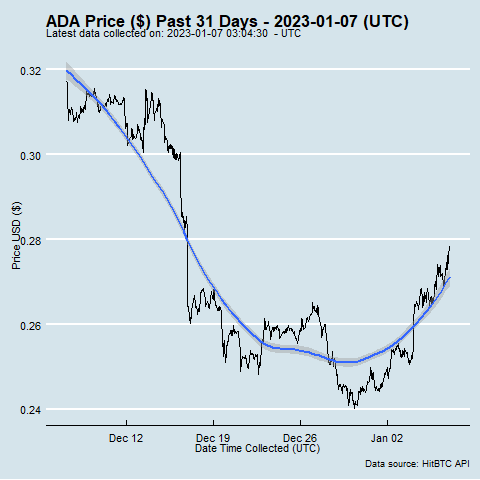 ADA Price ($) Past 31 Days - 2023-01-07 (UTC)
Latest data collected on: 2023-01-07 03:04:30  - UTC
0.32
0.30
0.28
0.26
0.24
Price USD ($)
Dec 12 Dec 19 Dec 26 Jan 02
Date Time Collected (UTC)
Data source: HitBTC API